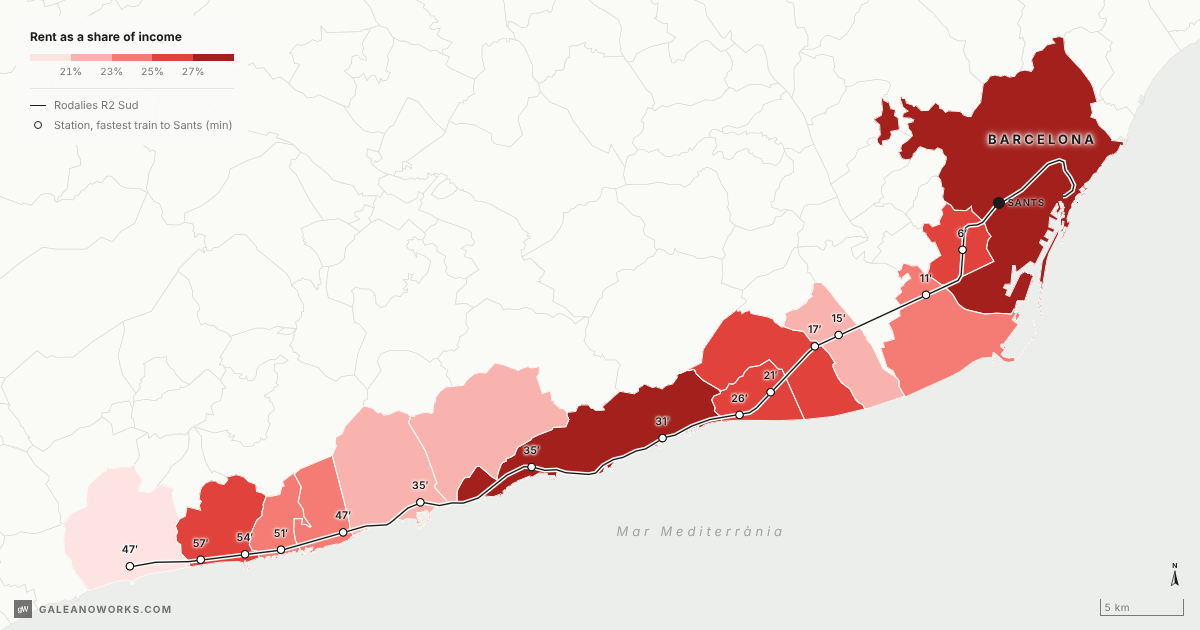 Rent as a share of income
21% 23% 25% 27%
Rodalies R2 Sud
Station, fastest train to Sants (min)
BARCELONA
SANTS
6'
11'
15'
17'
21'
26'
31'
35'
35'
47'
51'
54'
57'
47'
Mar Mediterrània
N
5 km
gW GALEANOWORKS.COM